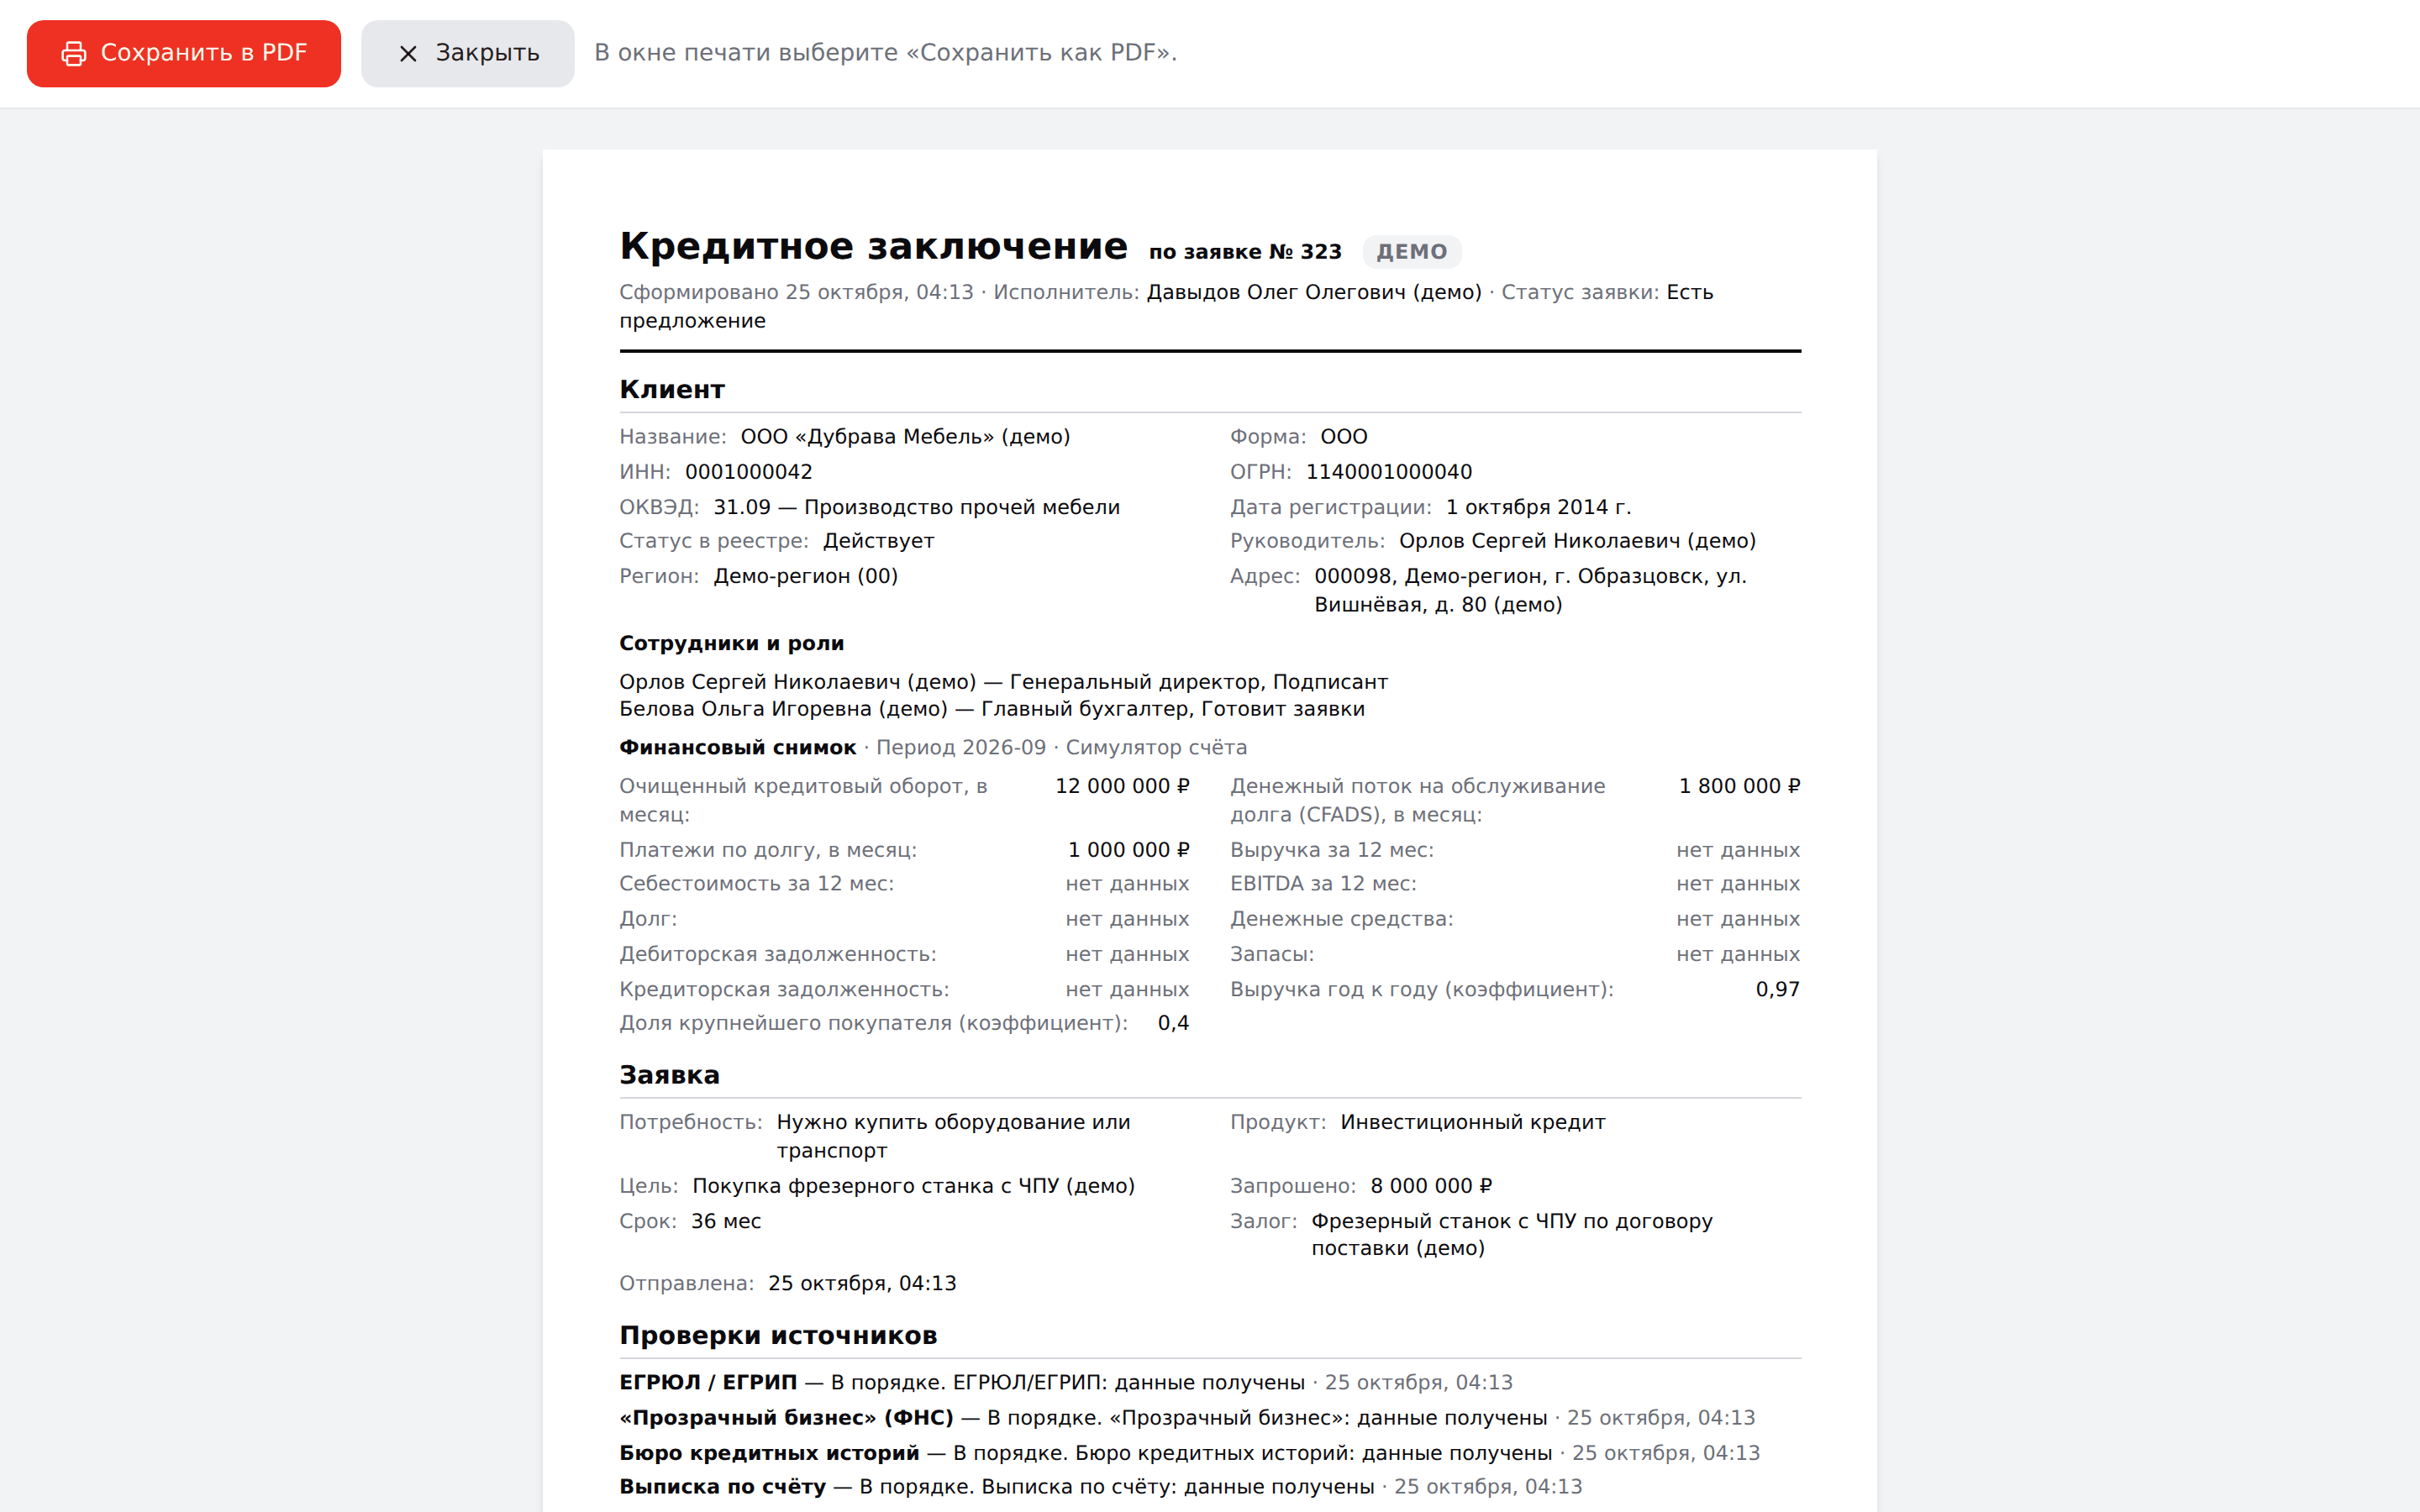 Сохранить в PDF
Закрыть
В окне печати выберите «Сохранить как PDF».
Кредитное заключение по заявке № 323 ДЕМО
Сформировано 25 октября, 04:13 · Исполнитель: Давыдов Олег Олегович (демо) · Статус заявки: Есть
предложение
Клиент
Название: ООО «Дубрава Мебель» (демо)
Форма: ООО
ИНН: 0001000042
ОГРН: 1140001000040
ОКВЭД: 31.09 — Производство прочей мебели
Дата регистрации: 1 октября 2014 г.
Статус в реестре: Действует
Руководитель: Орлов Сергей Николаевич (демо)
Регион: Демо-регион (00)
Адрес: 000098, Демо-регион, г. Образцовск, ул.
Вишнёвая, д. 80 (демо)
Сотрудники и роли
Орлов Сергей Николаевич (демо) — Генеральный директор, Подписант
Белова Ольга Игоревна (демо) — Главный бухгалтер, Готовит заявки
Финансовый снимок · Период 2026-09 · Симулятор счёта
Очищенный кредитовый оборот, в
месяц: 12 000 000 ₽
Денежный поток на обслуживание
долга (CFADS), в месяц: 1 800 000 ₽
Платежи по долгу, в месяц: 1 000 000 ₽
Выручка за 12 мес: нет данных
Себестоимость за 12 мес: нет данных
EBITDA за 12 мес: нет данных
Долг: нет данных
Денежные средства: нет данных
Дебиторская задолженность: нет данных
Запасы: нет данных
Кредиторская задолженность: нет данных
Выручка год к году (коэффициент): 0,97
Доля крупнейшего покупателя (коэффициент): 0,4
Заявка
Потребность: Нужно купить оборудование или
транспорт
Продукт: Инвестиционный кредит
Цель: Покупка фрезерного станка с ЧПУ (демо)
Запрошено: 8 000 000 ₽
Срок: 36 мес
Залог: Фрезерный станок с ЧПУ по договору
поставки (демо)
Отправлена: 25 октября, 04:13
Проверки источников
ЕГРЮЛ / ЕГРИП — В порядке. ЕГРЮЛ/ЕГРИП: данные получены · 25 октября, 04:13
«Прозрачный бизнес» (ФНС) — В порядке. «Прозрачный бизнес»: данные получены · 25 октября, 04:13
Бюро кредитных историй — В порядке. Бюро кредитных историй: данные получены · 25 октября, 04:13
Выписка по счёту — В порядке. Выписка по счёту: данные получены · 25 октября, 04:13